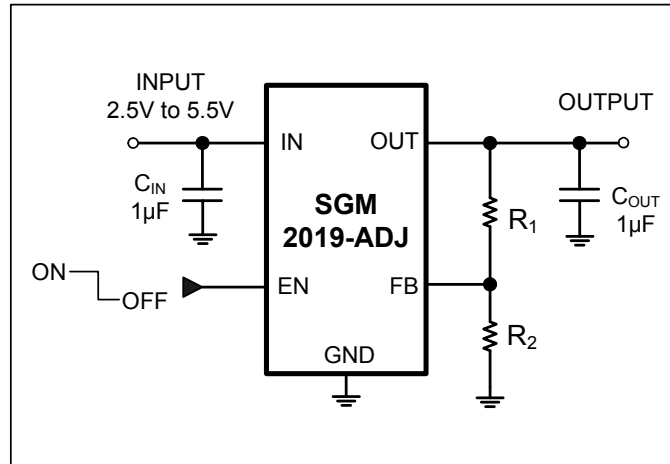 INPUT
2.5V to 5.5V
OUTPUT
IN
OUT
CIN
1µF
SGM
2019-ADJ
R1
COUT
1µF
ON
OFF
EN
FB
R2
GND